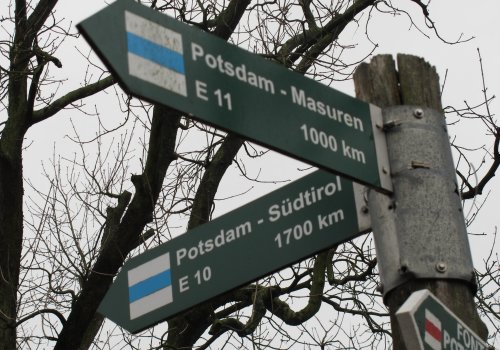 Potsdam - Masuren
E 11
1000 km
Potsdam - Südtirol
1700 km
E 10